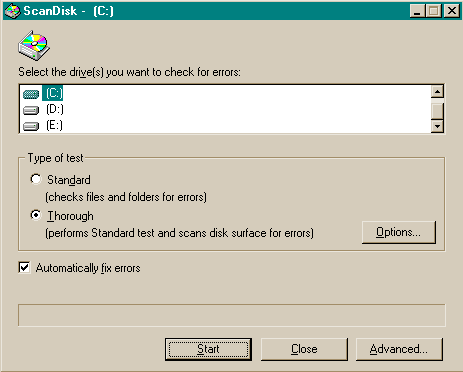 ScanDisk - (C:)
Select the drive(s) you want to check for errors:
(C:)
(D:)
(E:)
Type of test
Standard
(checks files and folders for errors)
Thorough
(performs Standard test and scans disk surface for errors)
Options...
Automatically fix errors
Start Close Advanced...